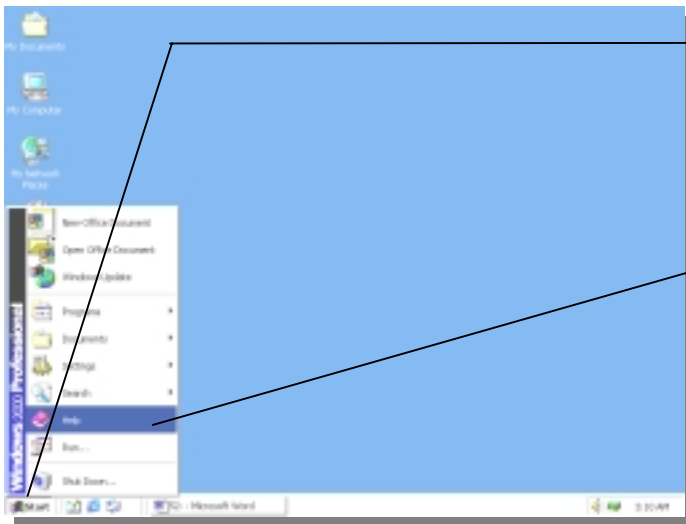 My Documents
My Computer
My Network
Places
New Office Document
Open Office Document
Windows Update
Programs
Documents
Settings
Search
Help
Run...
Shut Down...
Windows 2000 Professional
Start
- Microsoft Word
AM